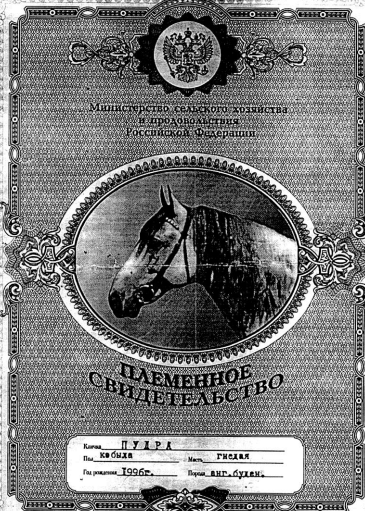 Министерство сельского хозяйства
и продовольствия
Российской Федерации
ПЛЕМЕННОЕ
СВИДЕТЕЛЬСТВО
Кличка ПУДРА
Пол кобыла Масть гнедая
Год рождения 1996г. Порода анг.буден.